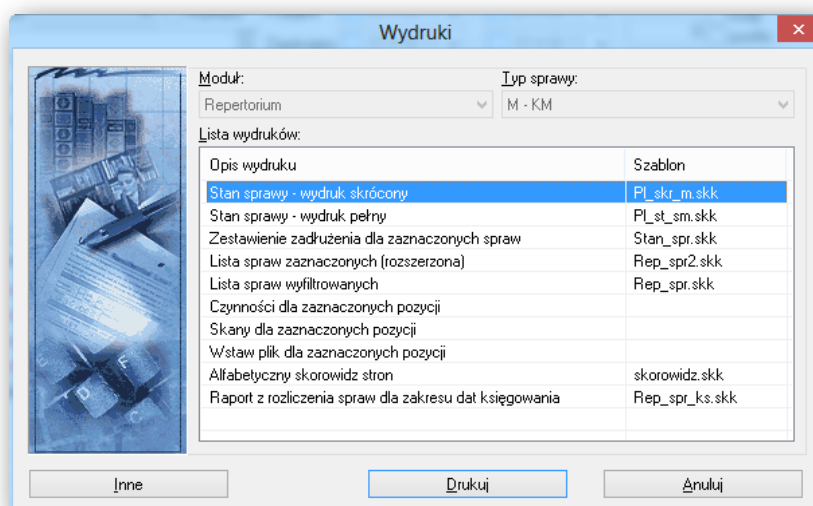 Wydruki
Moduł: Typ sprawy:
Repertorium M - KM
Lista wydruków:
Opis wydruku Szablon
Stan sprawy - wydruk skrócony Pl_skr_m.skk
Stan sprawy - wydruk pełny Pl_st_sm.skk
Zestawienie zadłużenia dla zaznaczonych spraw Stan_spr.skk
Lista spraw zaznaczonych (rozszerzona) Rep_spr2.skk
Lista spraw wyfiltrowanych Rep_spr.skk
Czynności dla zaznaczonych pozycji
Skany dla zaznaczonych pozycji
Wstaw plik dla zaznaczonych pozycji
Alfabetyczny skorowidz stron skorowidz.skk
Raport z rozliczenia spraw dla zakresu dat księgowania Rep_spr_ks.skk
Inne Drukuj Anuluj